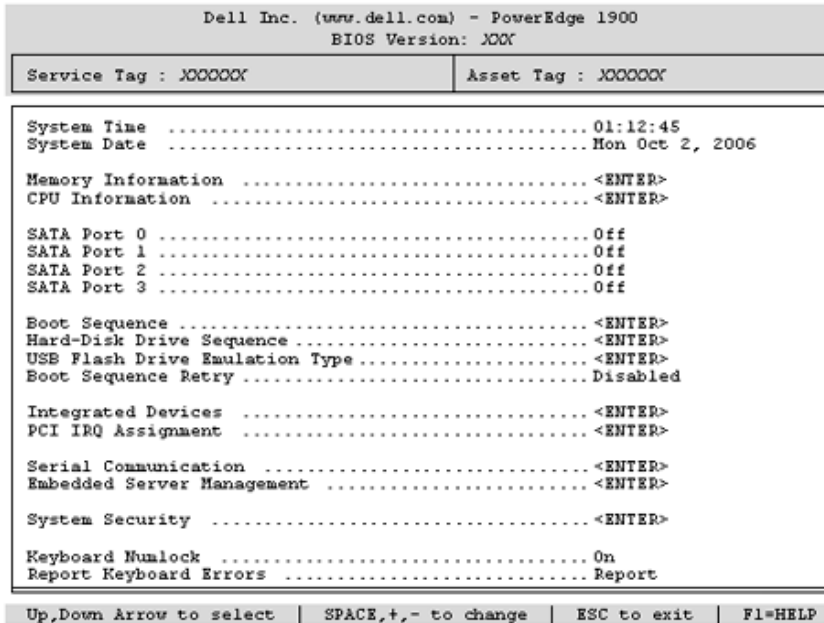 Dell Inc. (www.dell.com) - PowerEdge 1900
BIOS Version: XXX
Service Tag : XXXXXX Asset Tag : XXXXXX
System Time ........................................ 01:12:45
System Date ........................................ Mon Oct 2, 2006
Memory Information ................................. <ENTER>
CPU Information .................................... <ENTER>
SATA Port 0 ......................................... Off
SATA Port 1 ......................................... Off
SATA Port 2 ......................................... Off
SATA Port 3 ......................................... Off
Boot Sequence ....................................... <ENTER>
Hard-Disk Drive Sequence ............................ <ENTER>
USB Flash Drive Emulation Type ...................... <ENTER>
Boot Sequence Retry ................................. Disabled
Integrated Devices ................................. <ENTER>
PCI IRQ Assignment ................................. <ENTER>
Serial Communication ............................... <ENTER>
Embedded Server Management ......................... <ENTER>
System Security .................................... <ENTER>
Keyboard Numlock ................................... On
Report Keyboard Errors ............................. Report
Up,Down Arrow to select | SPACE,+,- to change | ESC to exit | F1=HELP